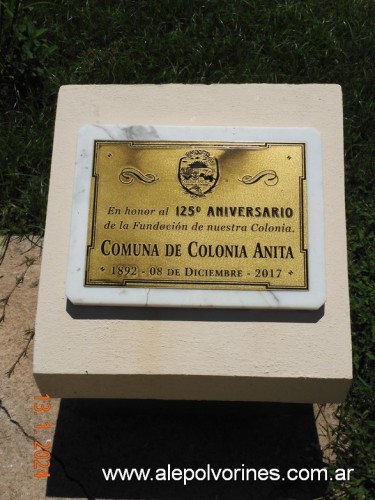 En honor al 125º ANIVERSARIO
de la Fundación de nuestra Colonia.
COMUNA DE COLONIA ANITA
1892 - 08 DE DICIEMBRE - 2017
13.1.2024
www.alepolvorines.com.ar